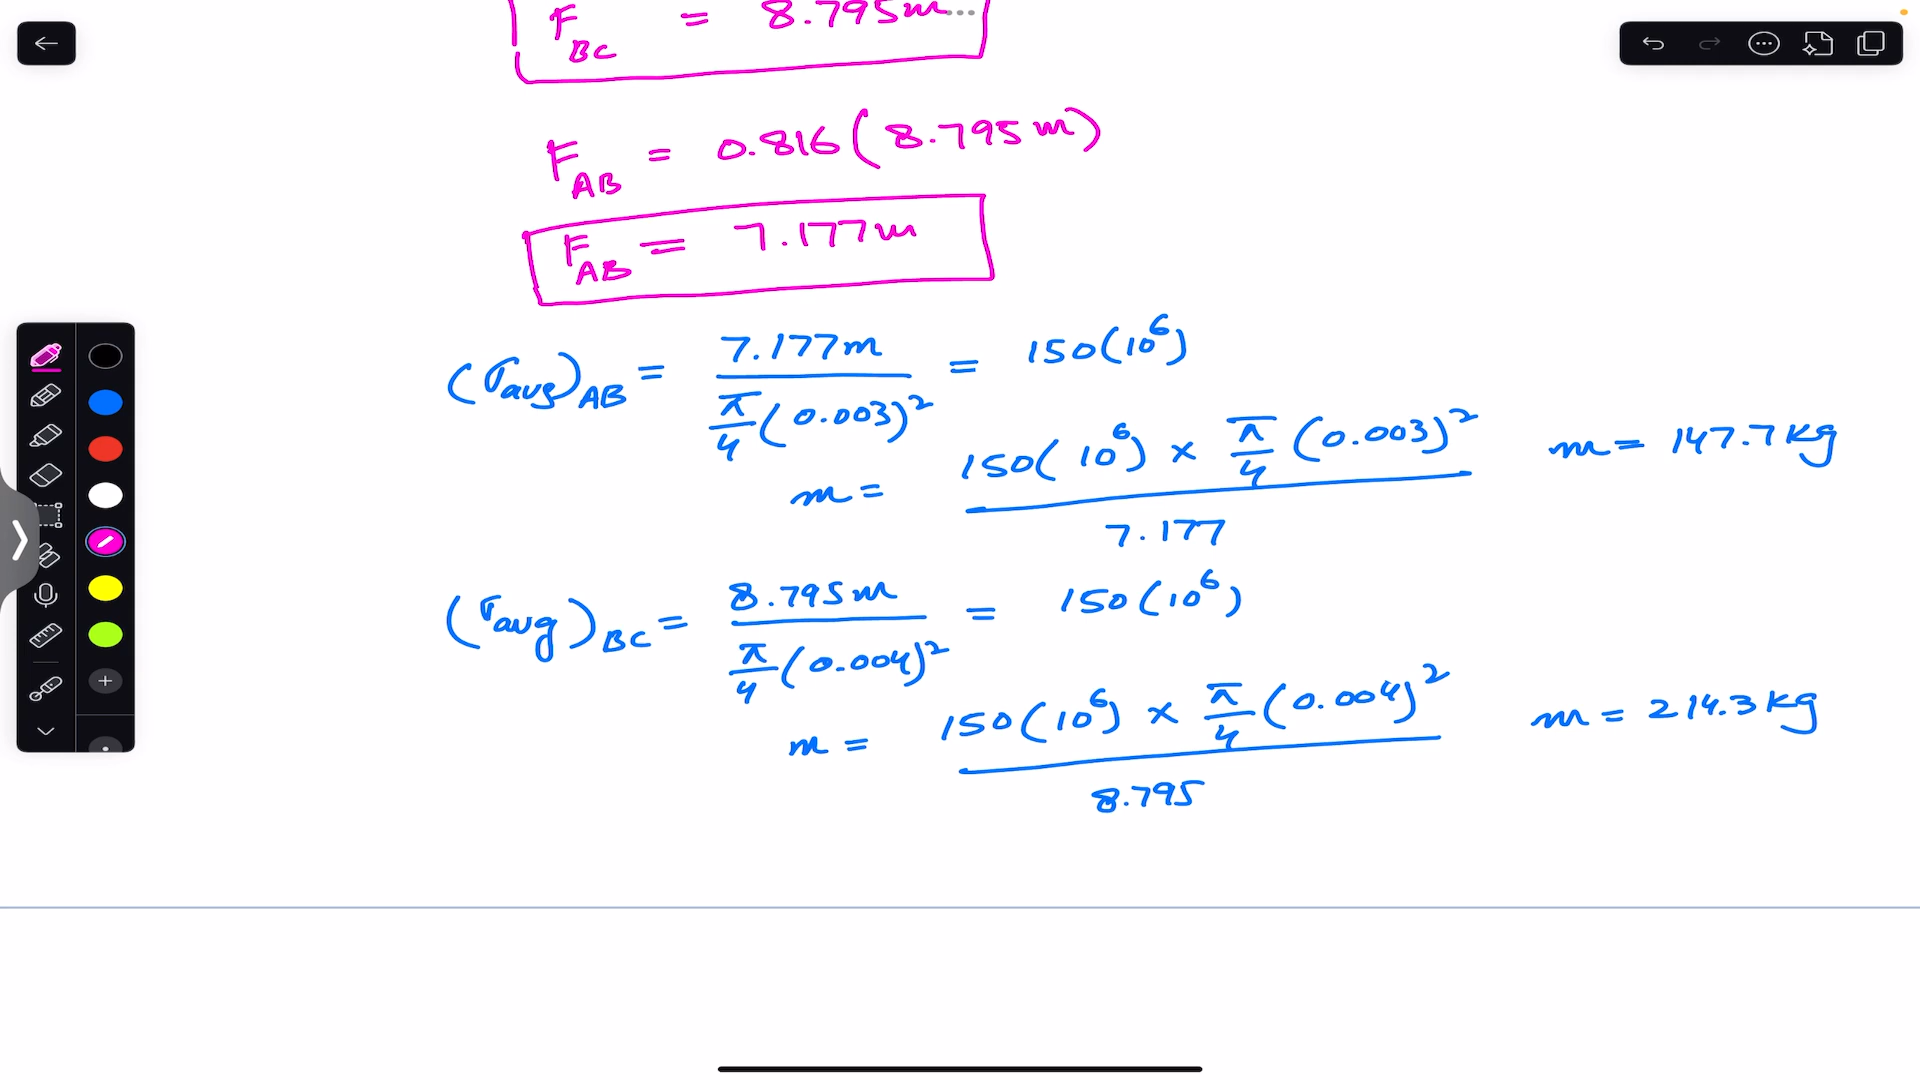 F_BC = 8.795m
F_AB = 0.816(8.795m)
F_AB = 7.177m
(σavg)_AB = 7.177m / (π/4 (0.003)²) = 150(10⁶)
m = 150(10⁶) × π/4 (0.003)² / 7.177 m = 147.7 kg
(σavg)_BC = 8.795m / (π/4 (0.004)²) = 150(10⁶)
m = 150(10⁶) × π/4 (0.004)² / 8.795 m = 214.3 kg